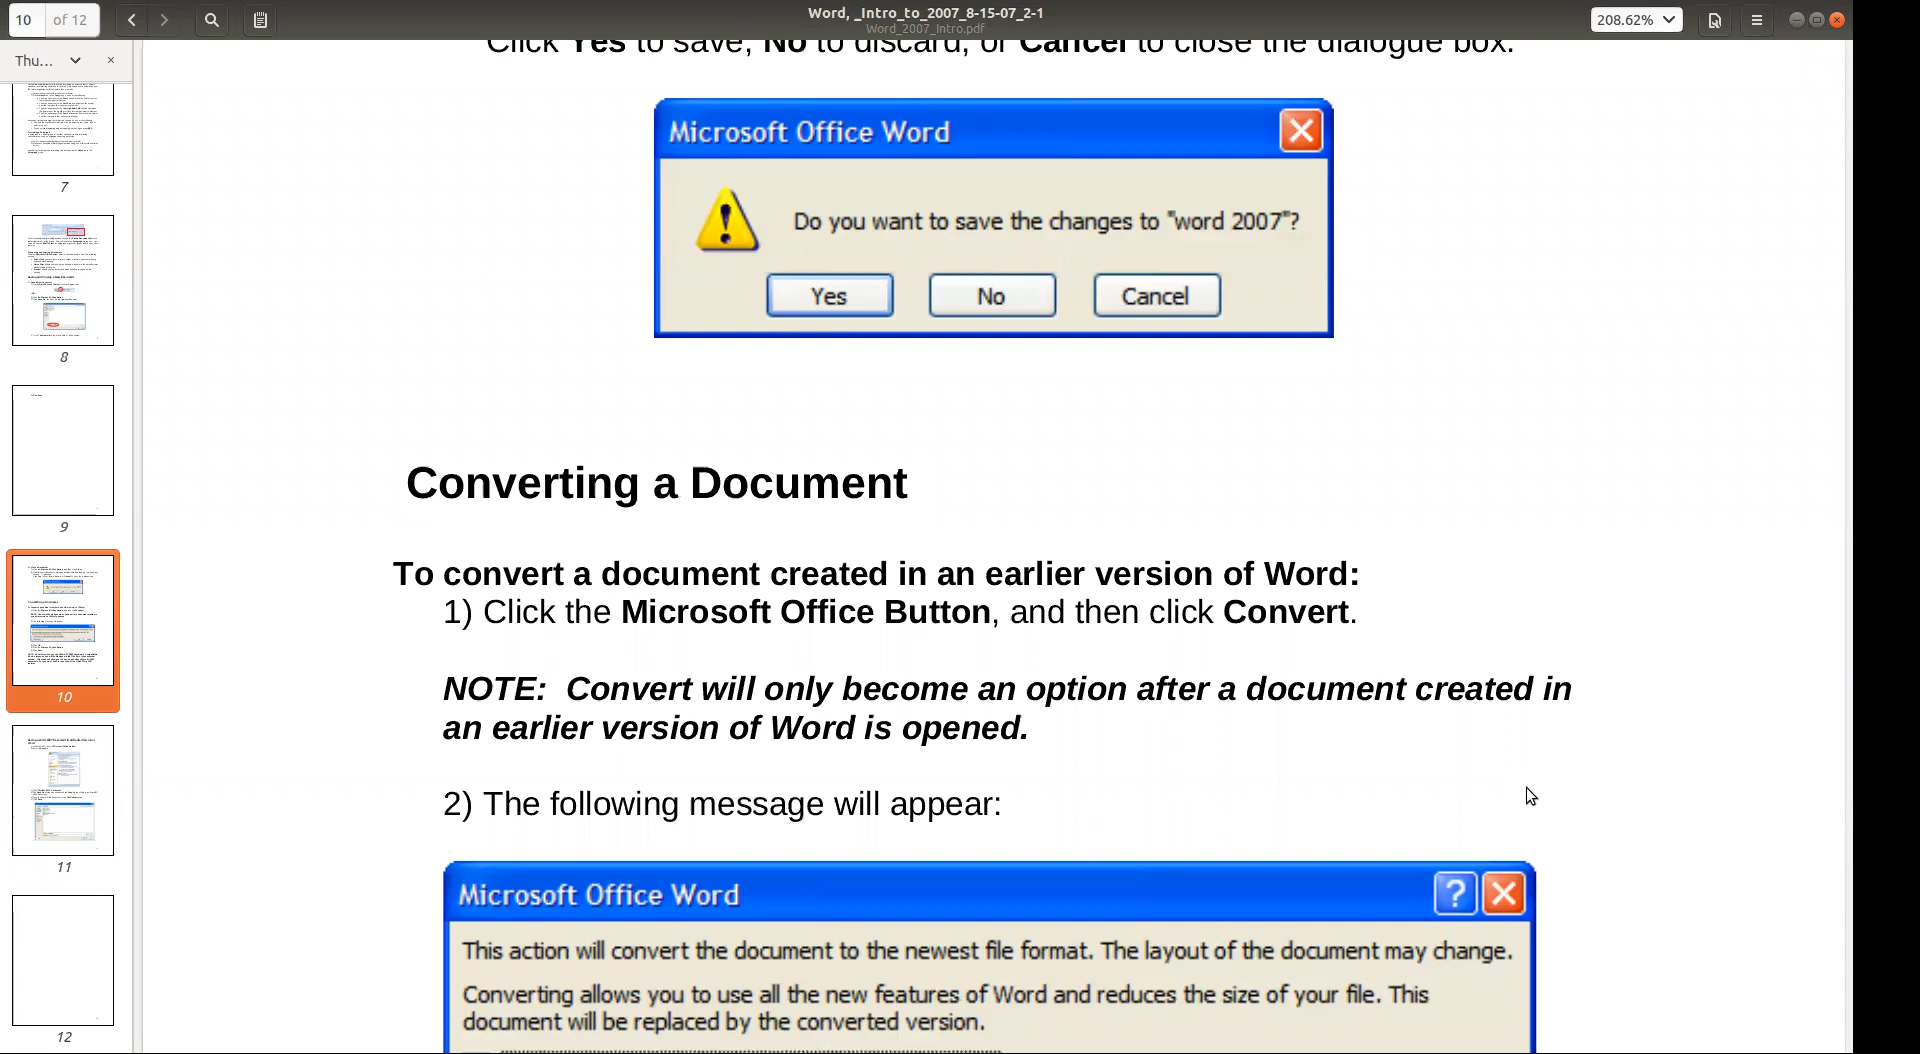 10 of 12
Word, _Intro_to_2007_8-15-07_2-1
Word_2007_Intro.pdf
208.62%
Thu...
Click Yes to save, No to discard, or Cancel to close the dialogue box.
Microsoft Office Word
Do you want to save the changes to "word 2007"?
Yes No Cancel
Converting a Document
To convert a document created in an earlier version of Word:
1) Click the Microsoft Office Button, and then click Convert.
NOTE: Convert will only become an option after a document created in
an earlier version of Word is opened.
2) The following message will appear:
Microsoft Office Word
This action will convert the document to the newest file format. The layout of the document may change.
Converting allows you to use all the new features of Word and reduces the size of your file. This
document will be replaced by the converted version.
7
8
9
10
11
12